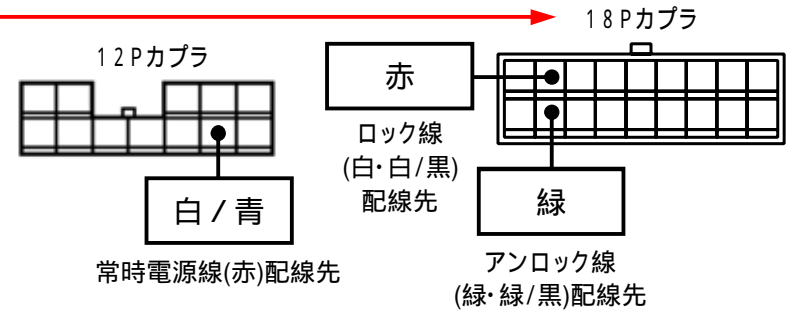 18Pカプラ
12Pカプラ
赤
ロック線
(白・白/黒)
配線先
白/青
常時電源線(赤)配線先
緑
アンロック線
(緑・緑/黒)配線先